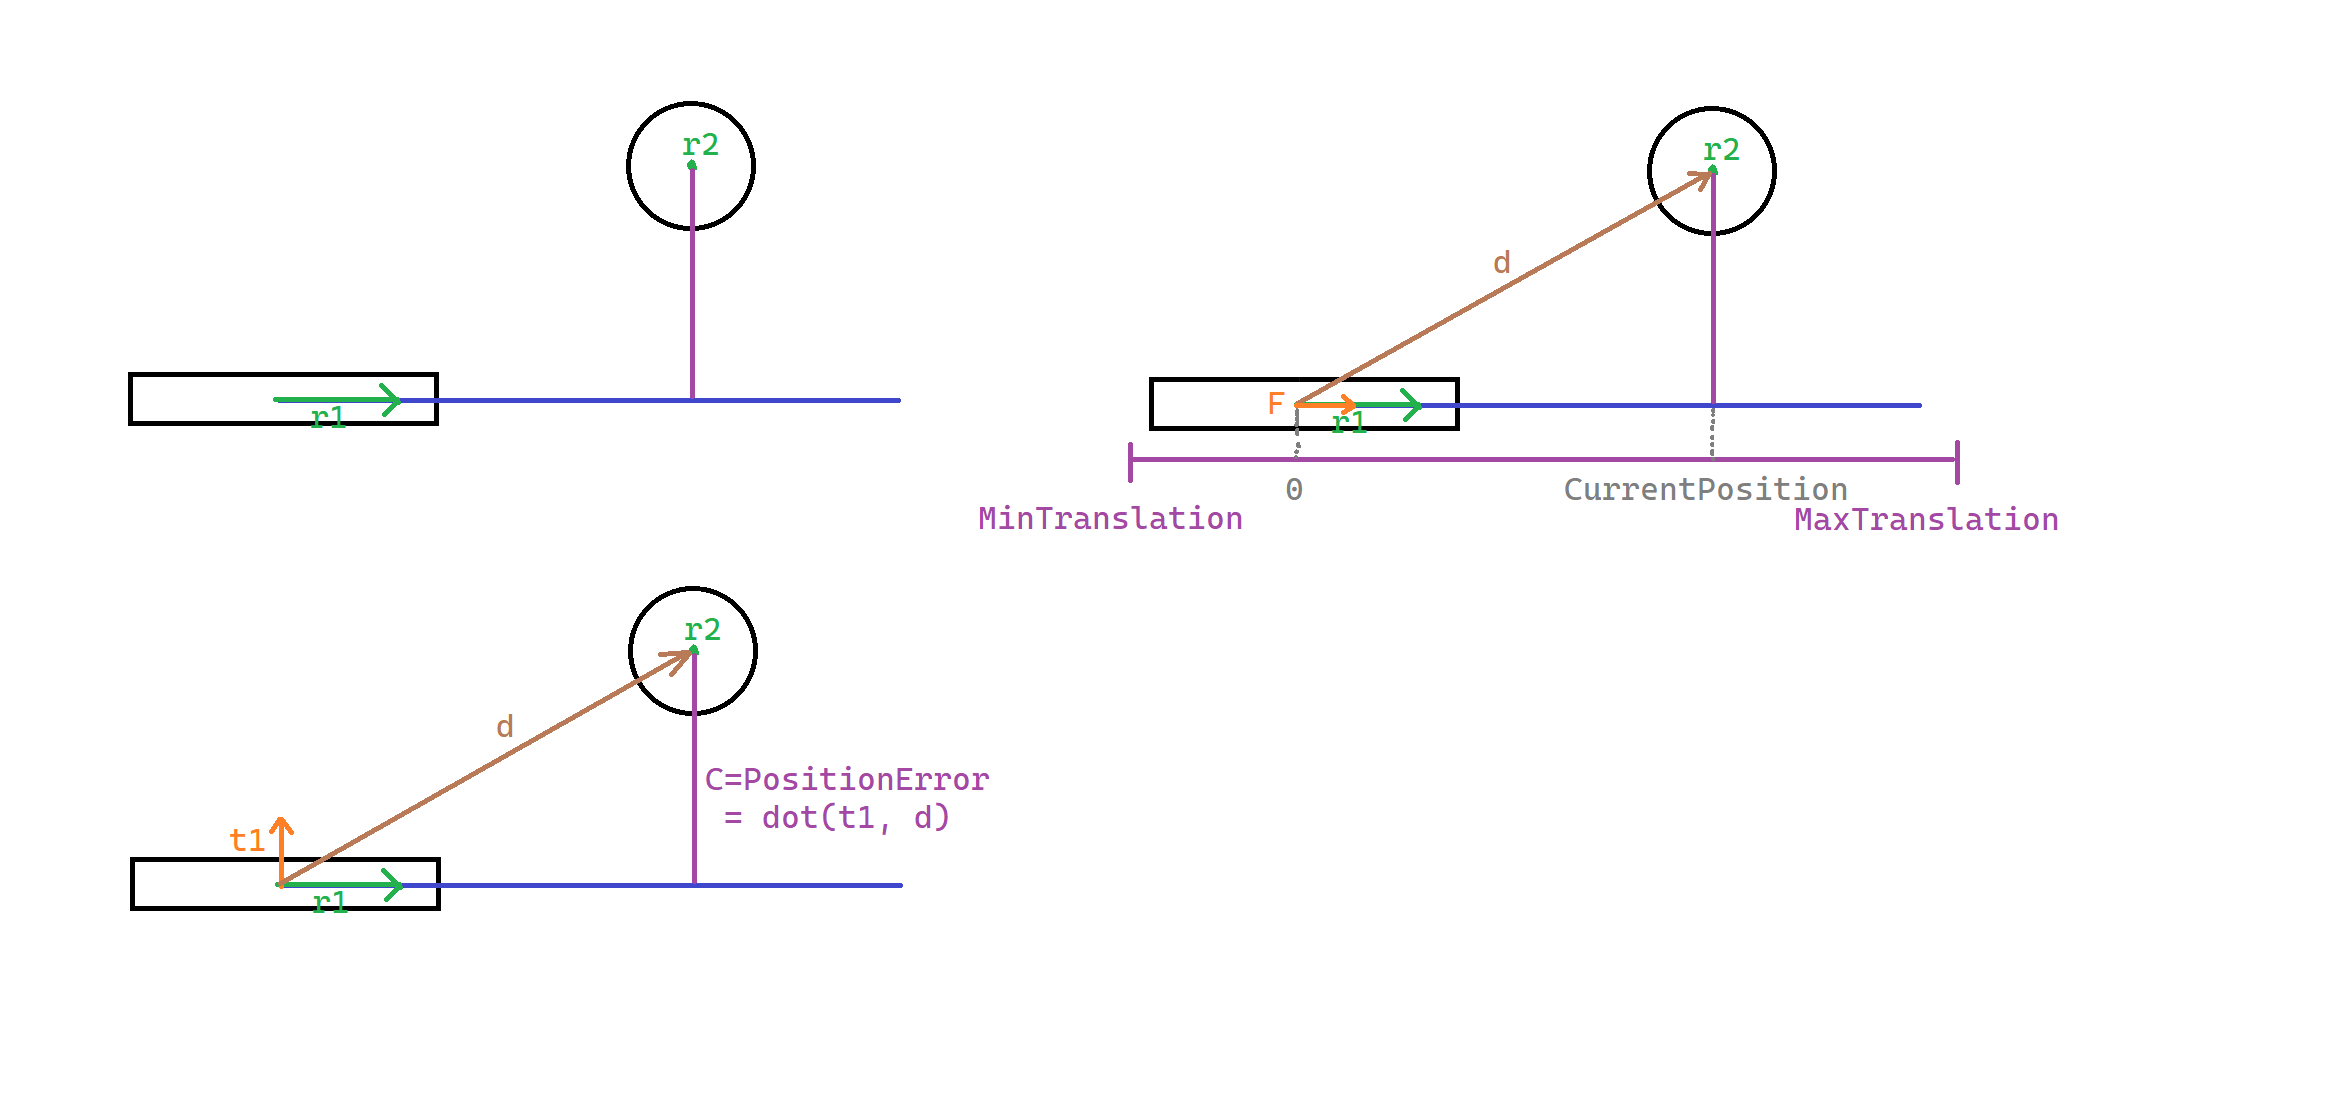 r2
r1
r2
d
F
r1
0
CurrentPosition
MinTranslation
MaxTranslation
r2
d
C=PositionError
= dot(t1, d)
t1
r1